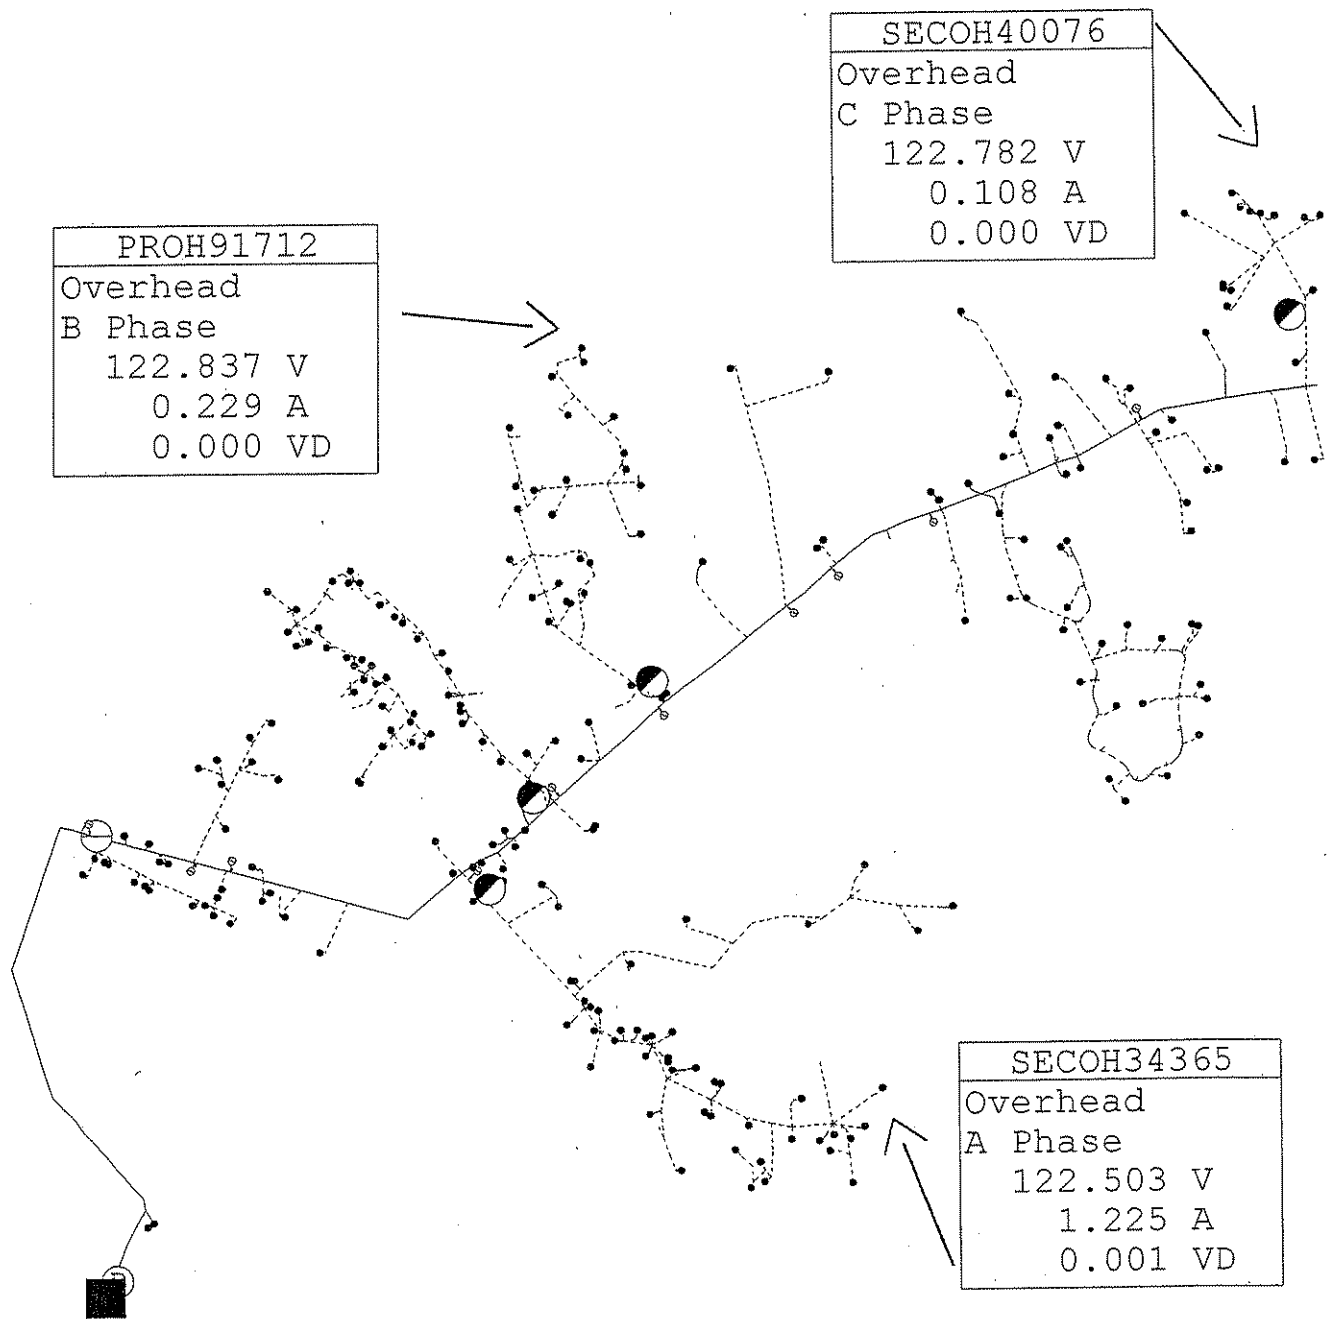 SECOH40076
Overhead
C Phase
122.782 V
0.108 A
0.000 VD
PROH91712
Overhead
B Phase
122.837 V
0.229 A
0.000 VD
SECOH34365
Overhead
A Phase
122.503 V
1.225 A
0.001 VD